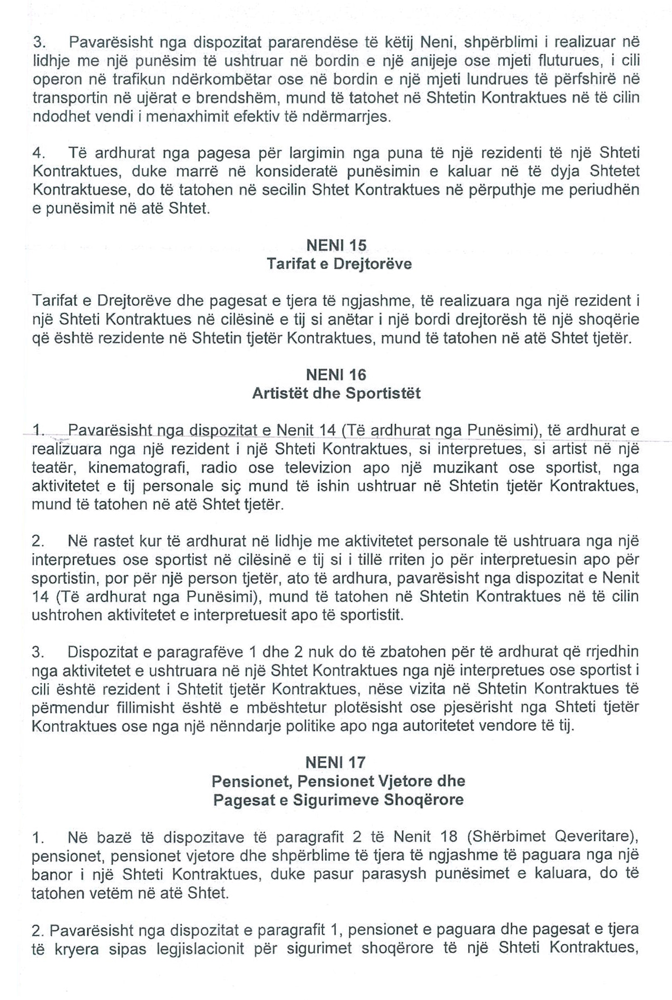 3. Pavarësisht nga dispozitat pararendëse të këtij Neni, shpërblimi i realizuar në
lidhje me një punësim të ushtruar në bordin e një anijeje ose mjeti fluturues, i cili
operon në trafikun ndërkombëtar ose në bordin e një mjeti lundrues të përfshirë në
transportin në ujërat e brendshëm, mund të tatohet në Shtetin Kontraktues në të cilin
ndodhet vendi i menaxhimit efektiv të ndërmarrjes.
4. Të ardhurat nga pagesa për largimin nga puna të një rezidenti të një Shteti
Kontraktues, duke marrë në konsideratë punësimin e kaluar në të dyja Shtetet
Kontraktuese, do të tatohen në secilin Shtet Kontraktues në përputhje me periudhën
e punësimit në atë Shtet.
NENI 15
Tarifat e Drejtorëve
Tarifat e Drejtorëve dhe pagesat e tjera të ngjashme, të realizuara nga një rezident i
një Shteti Kontraktues në cilësinë e tij si anëtar i një bordi drejtorësh të një shoqërie
që është rezidente në Shtetin tjetër Kontraktues, mund të tatohen në atë Shtet tjetër.
NENI 16
Artistët dhe Sportistët
1. Pavarësisht nga dispozitat e Nenit 14 (Të ardhurat nga Punësimi), të ardhurat e
realizuara nga një rezident i një Shteti Kontraktues, si interpretues, si artist në një
teatër, kinematografi, radio ose televizion apo një muzikant ose sportist, nga
aktivitetet e tij personale siç mund të ishin ushtruar në Shtetin tjetër Kontraktues,
mund të tatohen në atë Shtet tjetër.
2. Në rastet kur të ardhurat në lidhje me aktivitetet personale të ushtruara nga një
interpretues ose sportist në cilësinë e tij si i tillë rriten jo për interpretuesin apo për
sportistin, por për një person tjetër, ato të ardhura, pavarësisht nga dispozitat e Nenit
14 (Të ardhurat nga Punësimi), mund të tatohen në Shtetin Kontraktues në të cilin
ushtrohen aktivitetet e interpretuesit apo të sportistit.
3. Dispozitat e paragrafëve 1 dhe 2 nuk do të zbatohen për të ardhurat që rrjedhin
nga aktivitetet e ushtruara në një Shtet Kontraktues nga një interpretues ose sportist i
cili është rezident i Shtetit tjetër Kontraktues, nëse vizita në Shtetin Kontraktues të
përmendur fillimisht është e mbështetur plotësisht ose pjesërisht nga Shteti tjetër
Kontraktues ose nga një nënndarje politike apo nga autoritetet vendore të tij.
NENI 17
Pensionet, Pensionet Vjetore dhe
Pagesat e Sigurimeve Shoqërore
1. Në bazë të dispozitave të paragrafit 2 të Nenit 18 (Shërbimet Qeveritare),
pensionet, pensionet vjetore dhe shpërblime të tjera të ngjashme të paguara nga një
banor i një Shteti Kontraktues, duke pasur parasysh punësimet e kaluara, do të
tatohen vetëm në atë Shtet.
2. Pavarësisht nga dispozitat e paragrafit 1, pensionet e paguara dhe pagesat e tjera
të kryera sipas legjislacionit për sigurimet shoqërore të një Shteti Kontraktues,